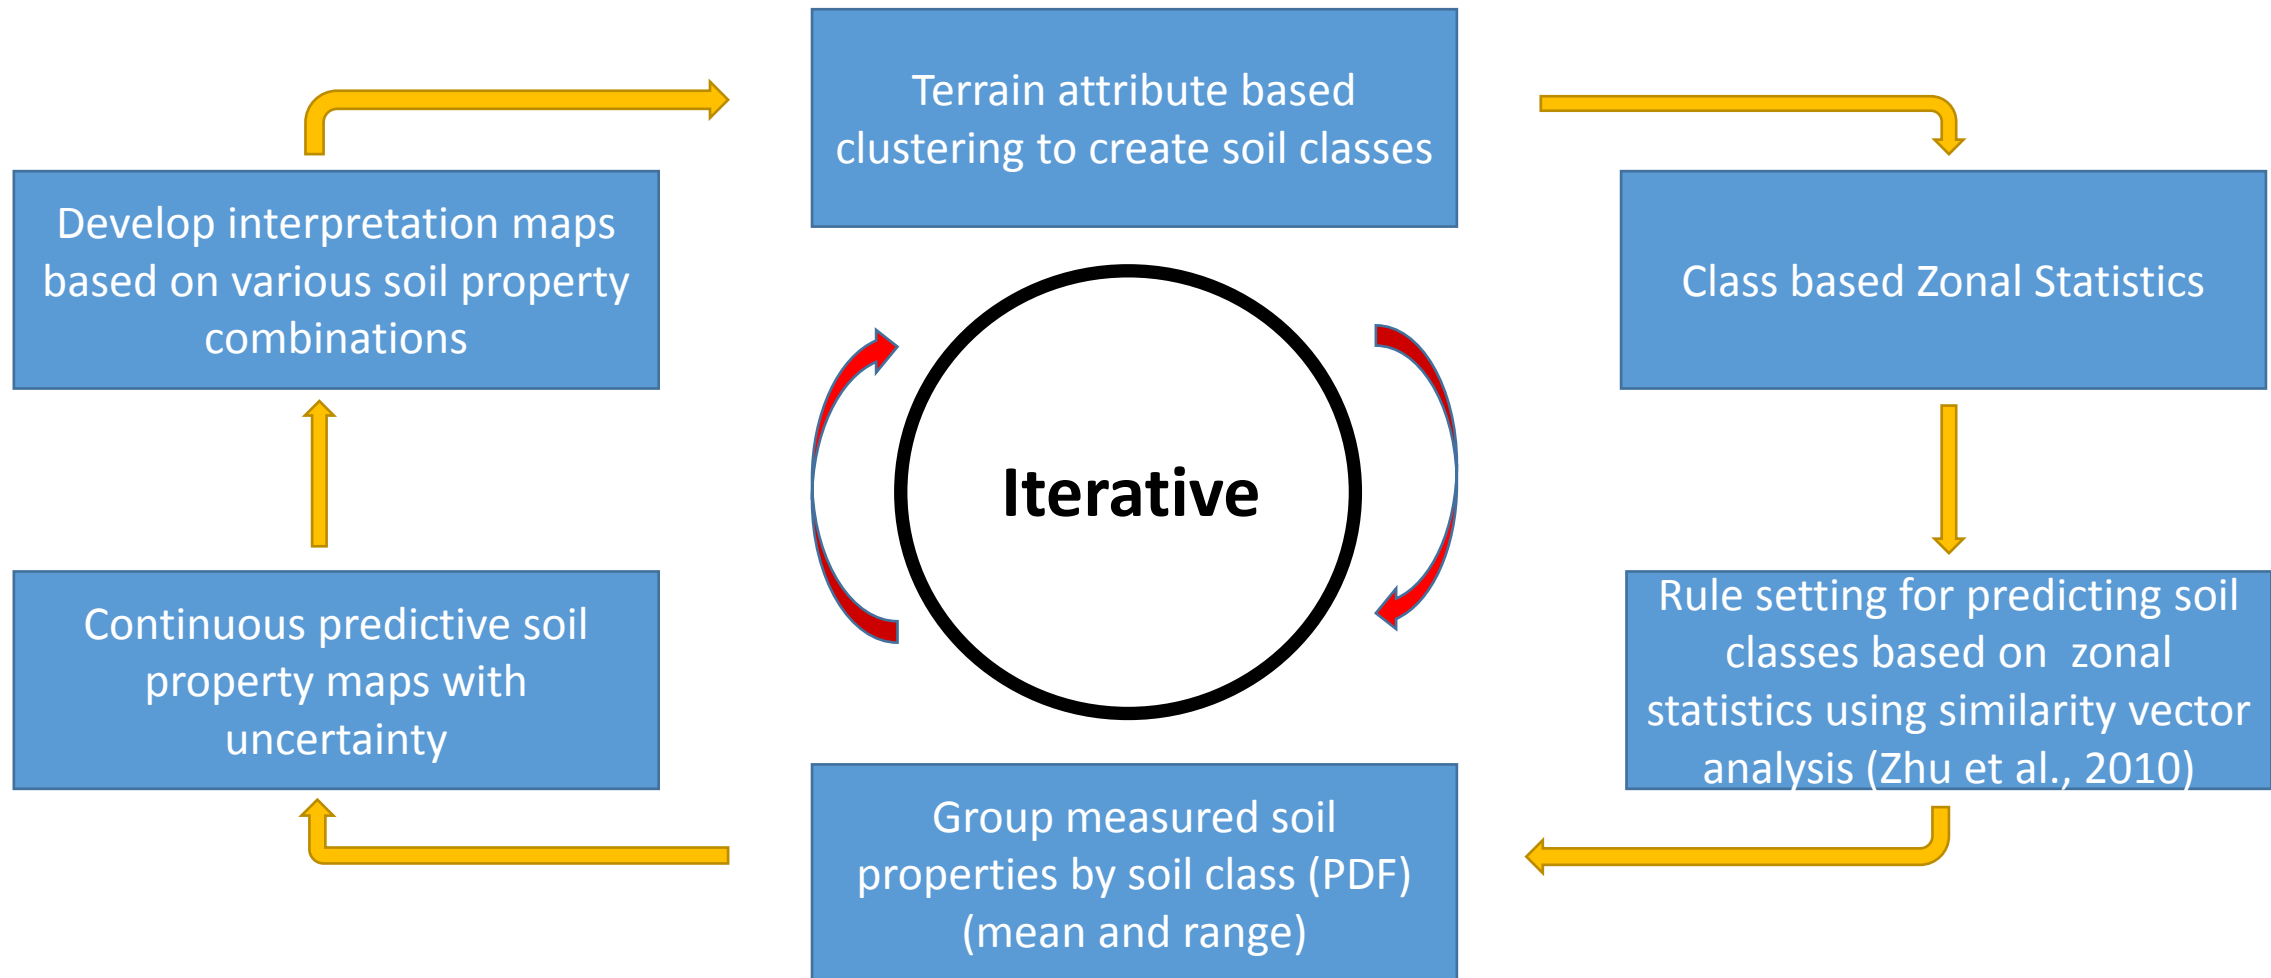 Terrain attribute based
clustering to create soil classes
Develop interpretation maps
based on various soil property
combinations
Class based Zonal Statistics
Iterative
Continuous predictive soil
property maps with
uncertainty
Rule setting for predicting soil
classes based on  zonal
statistics using similarity vector
analysis (Zhu et al., 2010)
Group measured soil
properties by soil class (PDF)
(mean and range)